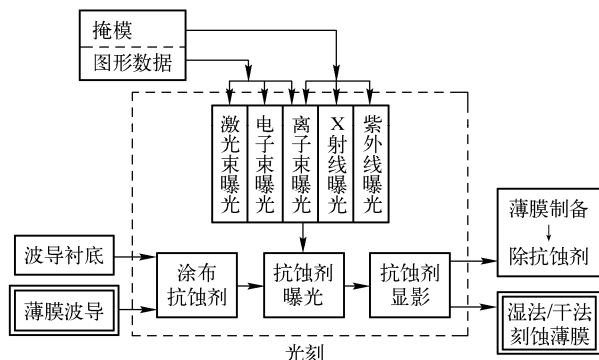 掩模
图形数据
激光束曝光
电子束曝光
离子束曝光
X射线曝光
紫外线曝光
波导衬底
薄膜波导
涂布
抗蚀剂
抗蚀剂
曝光
抗蚀剂
显影
薄膜制备
除抗蚀剂
湿法/干法
刻蚀薄膜
光刻